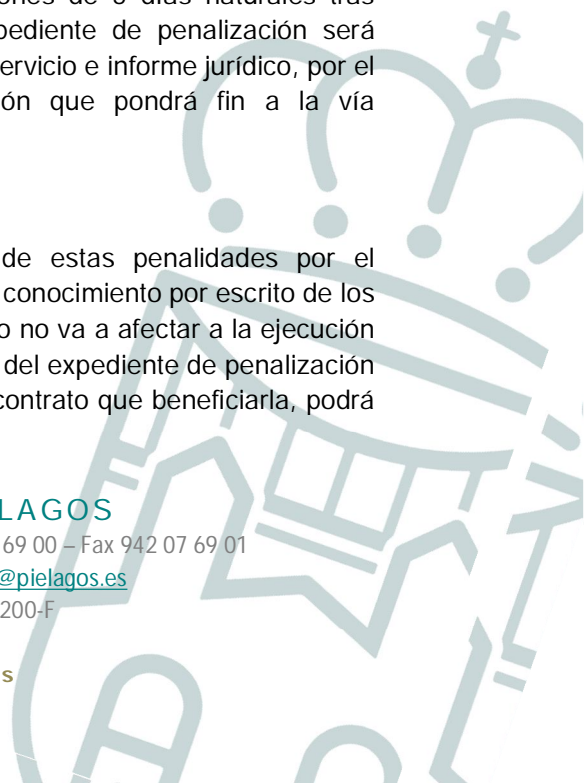 ones de 5 días naturales tras
pediente de penalización será
ervicio e informe jurídico, por el
ón que pondrá fin a la vía
de estas penalidades por el
conocimiento por escrito de los
o no va a afectar a la ejecución
del expediente de penalización
contrato que beneficiarla, podrá
LAGOS
69 00 – Fax 942 07 69 01
@pielagos.es
200-F
s